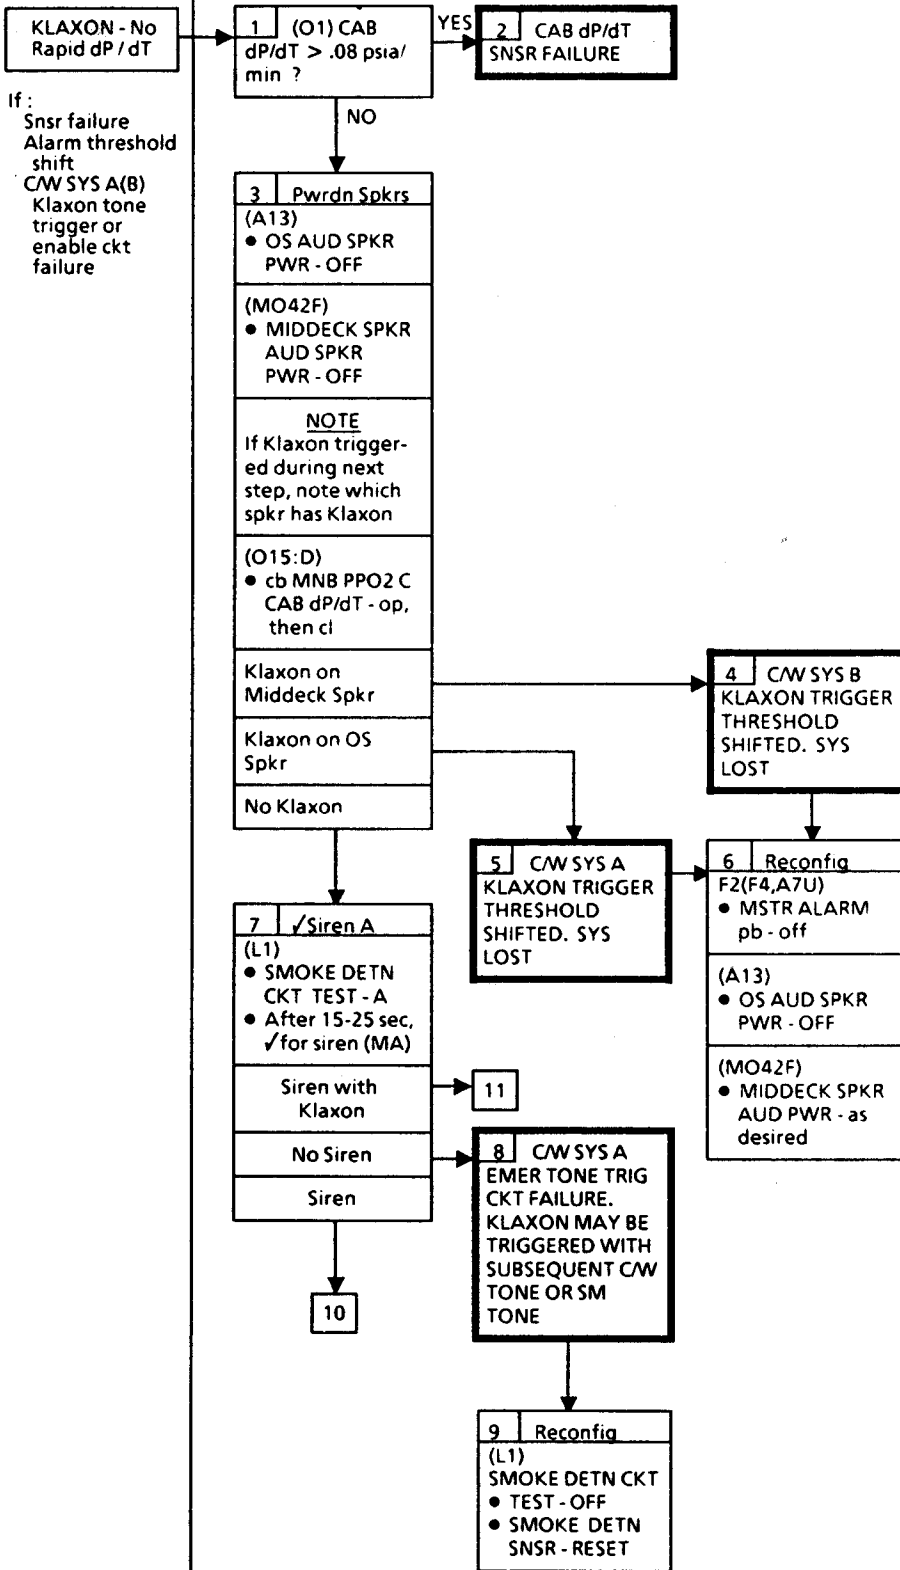 KLAXON - No
Rapid dP / dT
If :
Snsr failure
Alarm threshold
shift
C/W SYS A(B)
Klaxon tone
trigger or
enable ckt
failure
1 (O1) CAB
dP/dT > .08 psia/
min ?
YES
2 CAB dP/dT
SNSR FAILURE
NO
3 Pwrdn Spkrs
(A13)
• OS AUD SPKR
PWR - OFF
(MO42F)
• MIDDECK SPKR
AUD SPKR
PWR - OFF
NOTE
If Klaxon trigger-
ed during next
step, note which
spkr has Klaxon
(O15:D)
• cb MNB PPO2 C
CAB dP/dT - op,
then cl
Klaxon on
Middeck Spkr
Klaxon on OS
Spkr
No Klaxon
4 C/W SYS B
KLAXON TRIGGER
THRESHOLD
SHIFTED. SYS
LOST
5 C/W SYS A
KLAXON TRIGGER
THRESHOLD
SHIFTED. SYS
LOST
6 Reconfig
F2(F4,A7U)
• MSTR ALARM
pb - off
(A13)
• OS AUD SPKR
PWR - OFF
(MO42F)
• MIDDECK SPKR
AUD PWR - as
desired
7 ✓Siren A
(L1)
• SMOKE DETN
CKT TEST - A
• After 15-25 sec,
✓for siren (MA)
Siren with
Klaxon
11
No Siren
Siren
10
8 C/W SYS A
EMER TONE TRIG
CKT FAILURE.
KLAXON MAY BE
TRIGGERED WITH
SUBSEQUENT C/W
TONE OR SM
TONE
9 Reconfig
(L1)
SMOKE DETN CKT
• TEST - OFF
• SMOKE DETN
SNSR - RESET